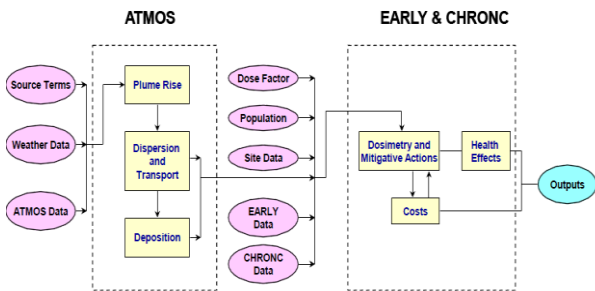 ATMOS
EARLY & CHRONC
Source Terms
Weather Data
ATMOS Data
Plume Rise
Dispersion
and
Transport
Deposition
Dose Factor
Population
Site Data
EARLY
Data
CHRONC
Data
Dosimetry and
Mitigative Actions
Health
Effects
Costs
Outputs